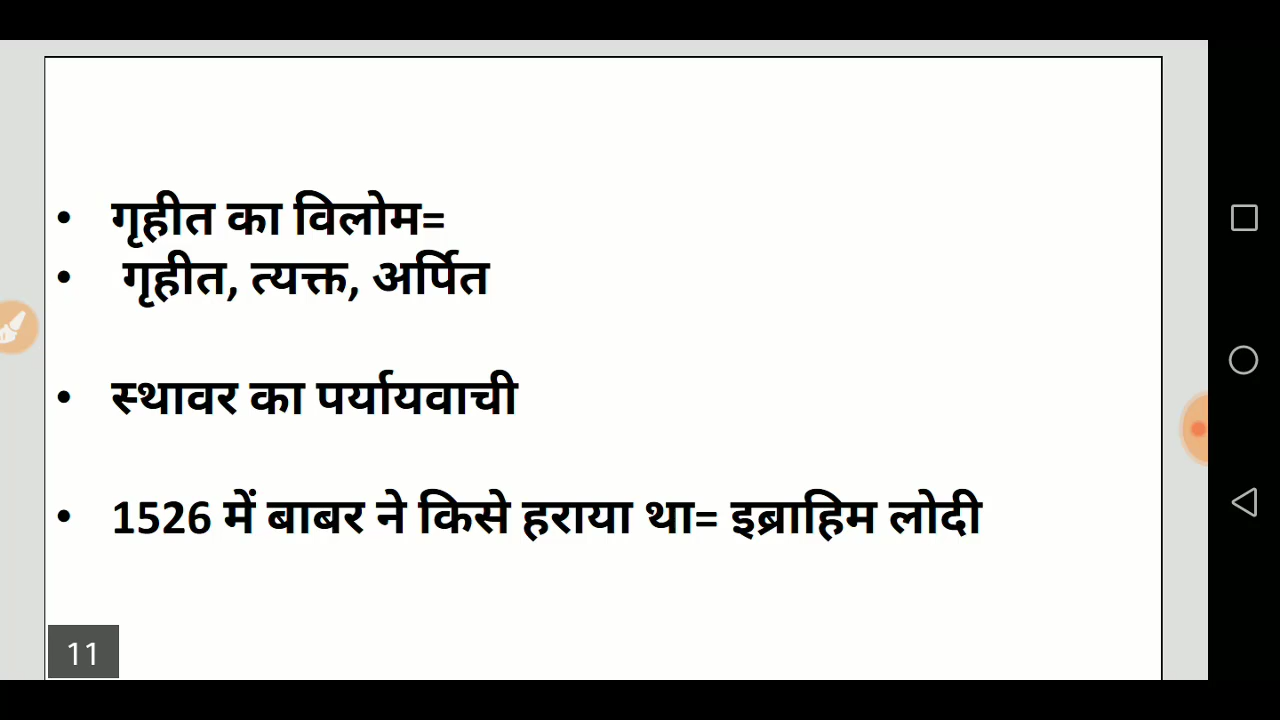 • गृहीत का विलोम=
• गृहीत, त्यक्त, अर्पित
• स्थावर का पर्यायवाची
• 1526 में बाबर ने किसे हराया था= इब्राहिम लोदी
11